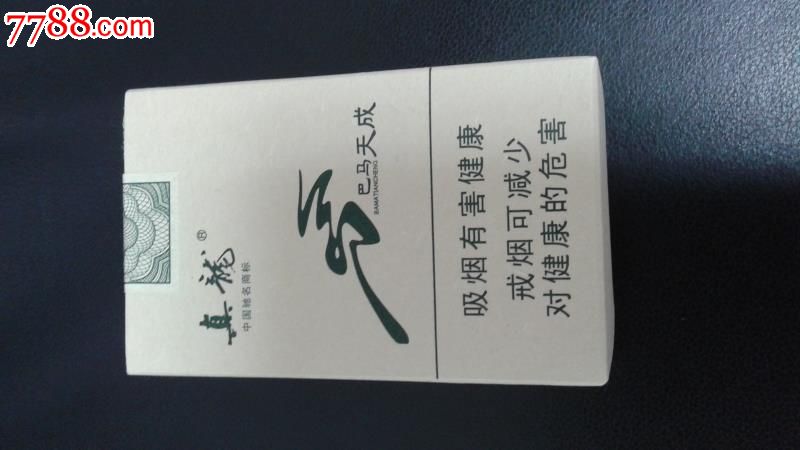 7788.com
真龙®
中国驰名商标
巴马天成
BAMATIANCHENG
吸烟有害健康
戒烟可减少
对健康的危害